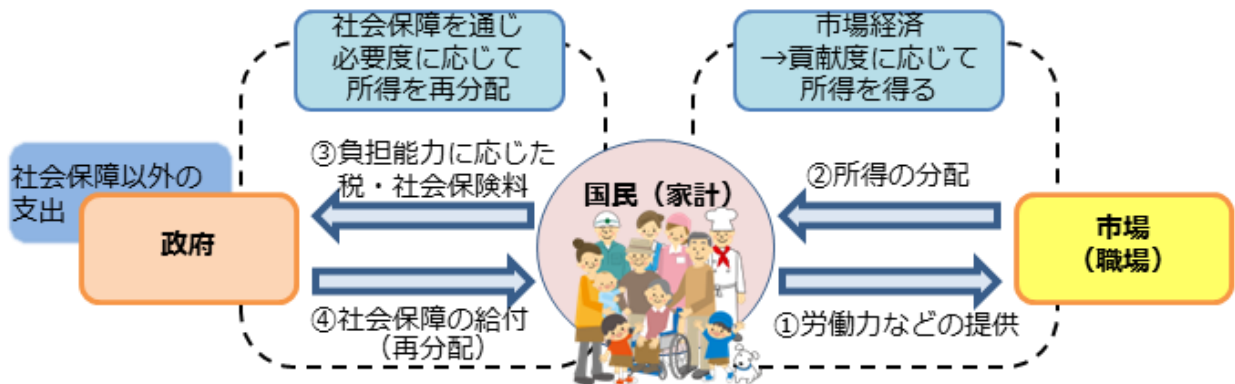 社会保障を通じ
必要度に応じて
所得を再分配
市場経済
→貢献度に応じて
所得を得る
社会保障以外の
支出
政府
③負担能力に応じた
税・社会保険料
④社会保障の給付
（再分配）
国民（家計）
②所得の分配
①労働力などの提供
市場
（職場）